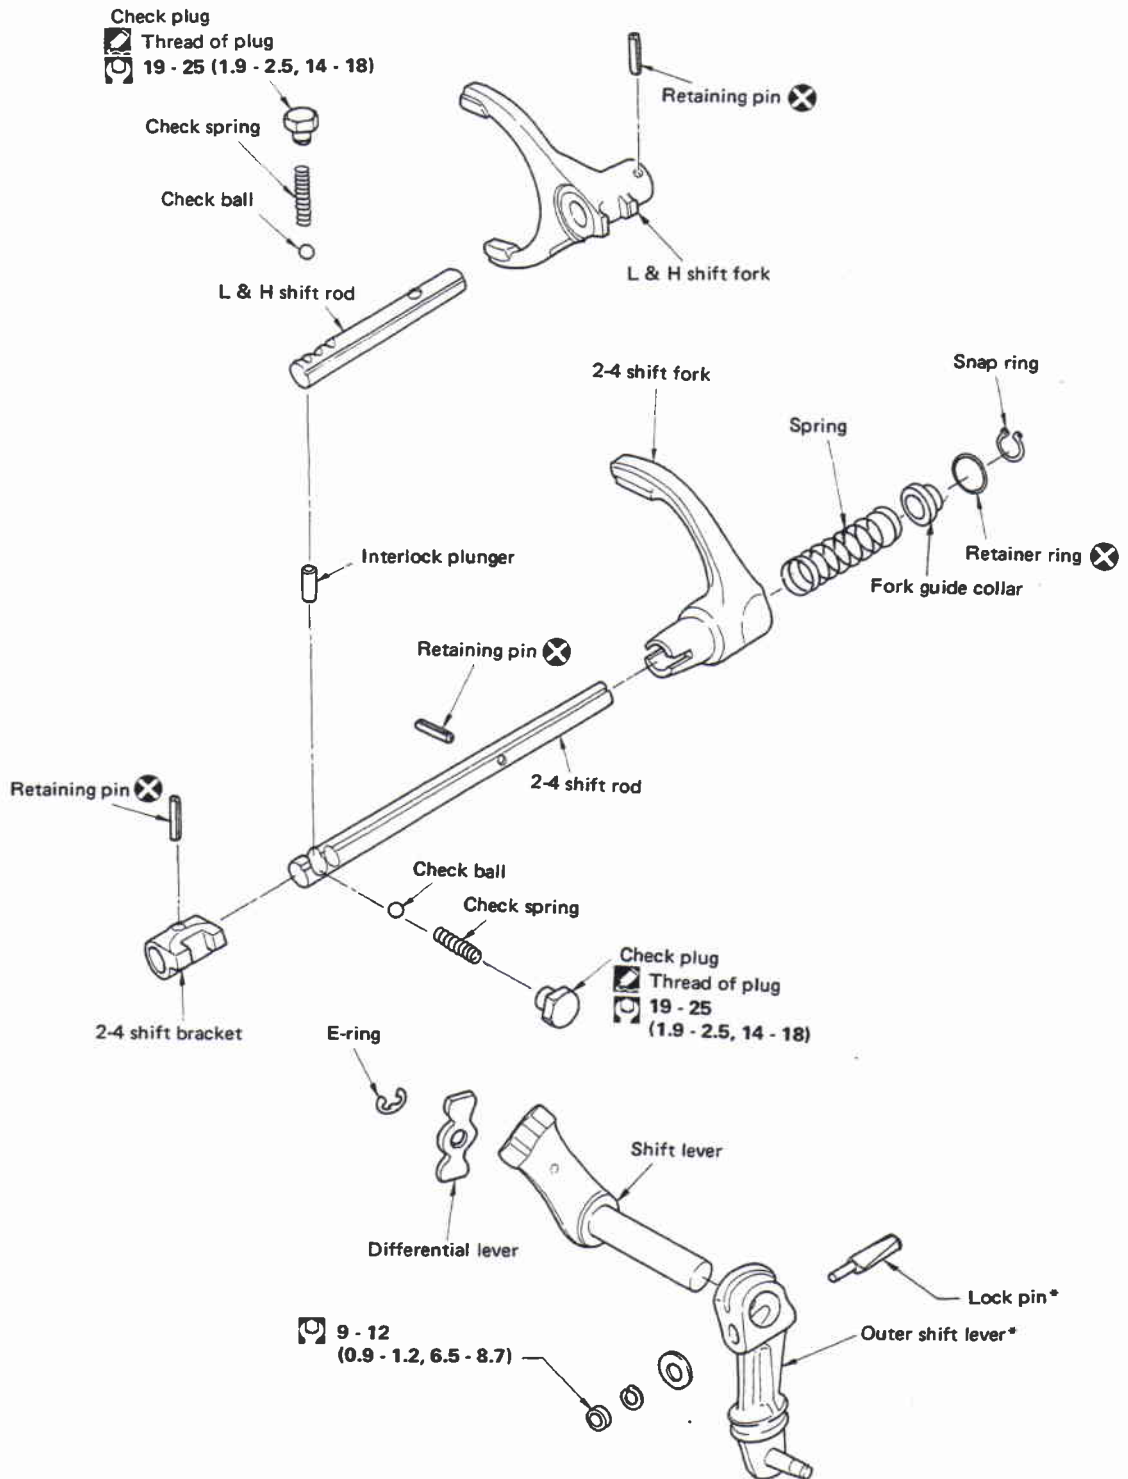 Check plug
Thread of plug
19 - 25 (1.9 - 2.5, 14 - 18)
Retaining pin
Check spring
Check ball
L & H shift fork
L & H shift rod
2-4 shift fork
Snap ring
Spring
Interlock plunger
Retainer ring
Fork guide collar
Retaining pin
2-4 shift rod
Retaining pin
Check ball
Check spring
Check plug
Thread of plug
19 - 25
(1.9 - 2.5, 14 - 18)
2-4 shift bracket
E-ring
Shift lever
Differential lever
Lock pin*
9 - 12
(0.9 - 1.2, 6.5 - 8.7)
Outer shift lever*